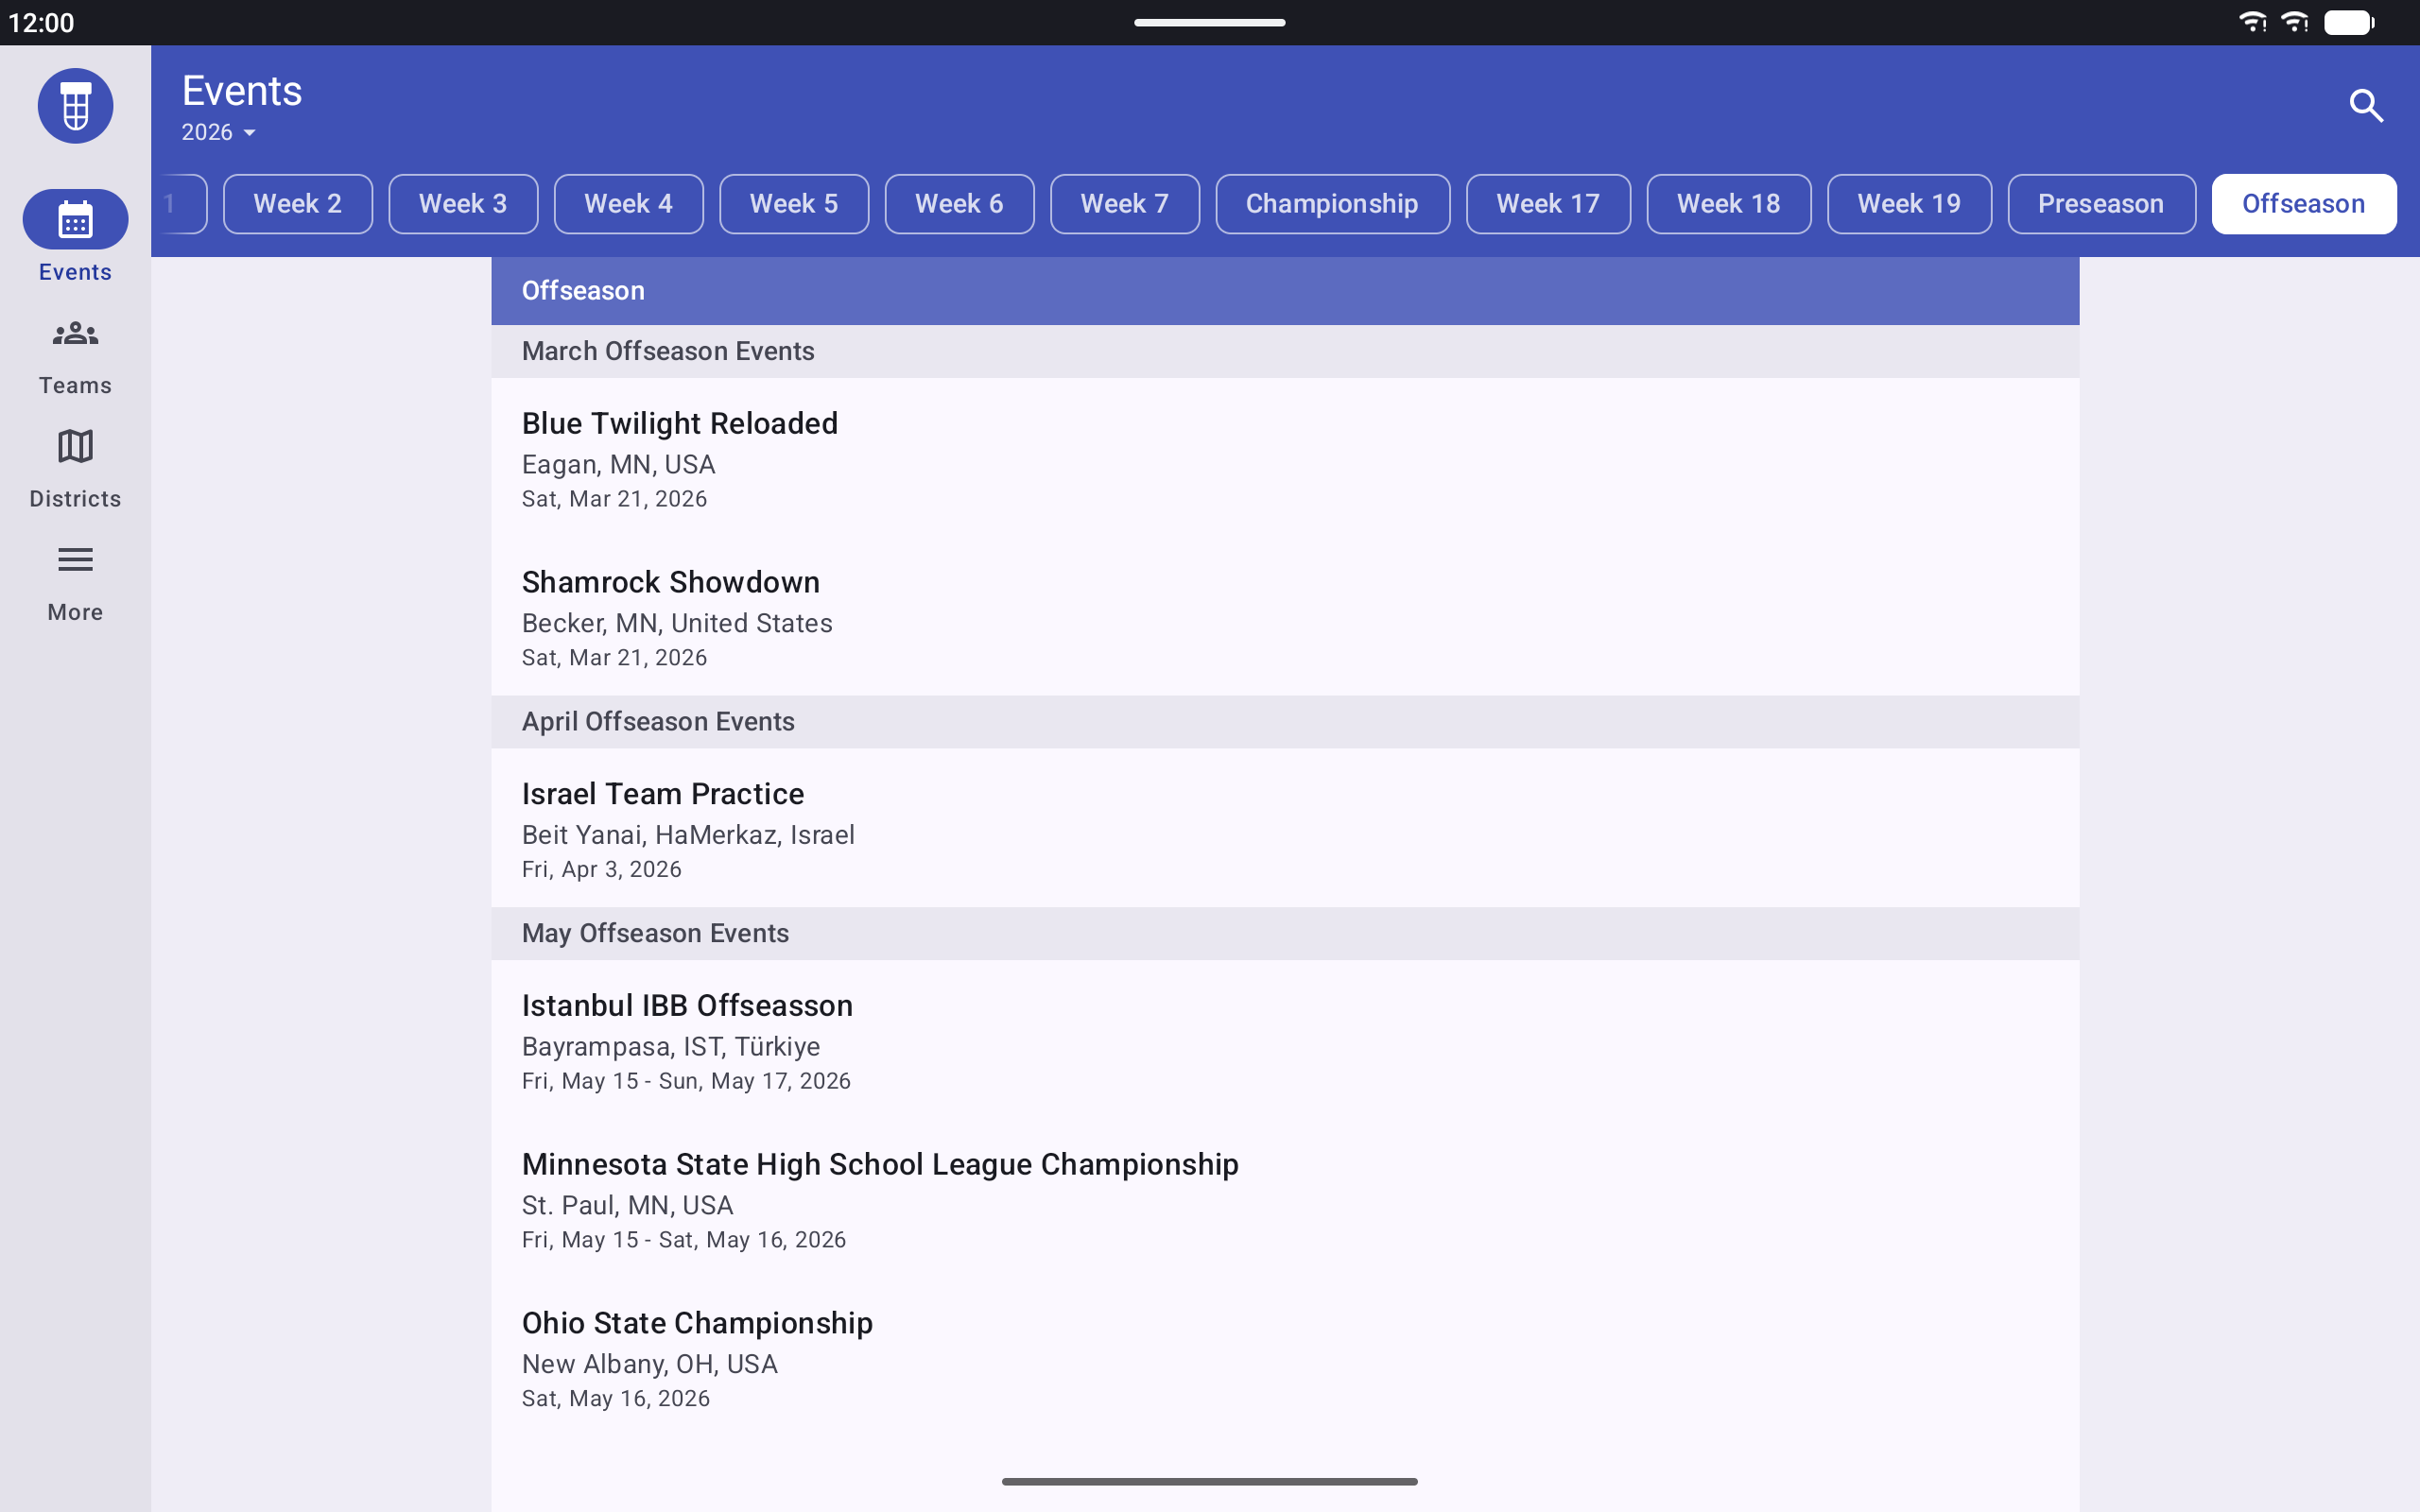 12:00
Events
2026
1
Week 2
Week 3
Week 4
Week 5
Week 6
Week 7
Championship
Week 17
Week 18
Week 19
Preseason
Offseason
Events
Teams
Districts
More
Offseason
March Offseason Events
Blue Twilight Reloaded
Eagan, MN, USA
Sat, Mar 21, 2026
Shamrock Showdown
Becker, MN, United States
Sat, Mar 21, 2026
April Offseason Events
Israel Team Practice
Beit Yanai, HaMerkaz, Israel
Fri, Apr 3, 2026
May Offseason Events
Istanbul IBB Offseasson
Bayrampasa, IST, Türkiye
Fri, May 15 - Sun, May 17, 2026
Minnesota State High School League Championship
St. Paul, MN, USA
Fri, May 15 - Sat, May 16, 2026
Ohio State Championship
New Albany, OH, USA
Sat, May 16, 2026